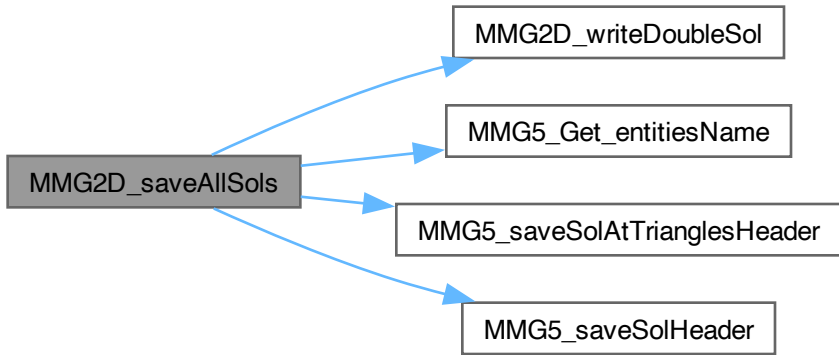 MMG2D_writeDoubleSol
MMG5_Get_entitiesName
MMG2D_saveAllSols
MMG5_saveSolAtTrianglesHeader
MMG5_saveSolHeader